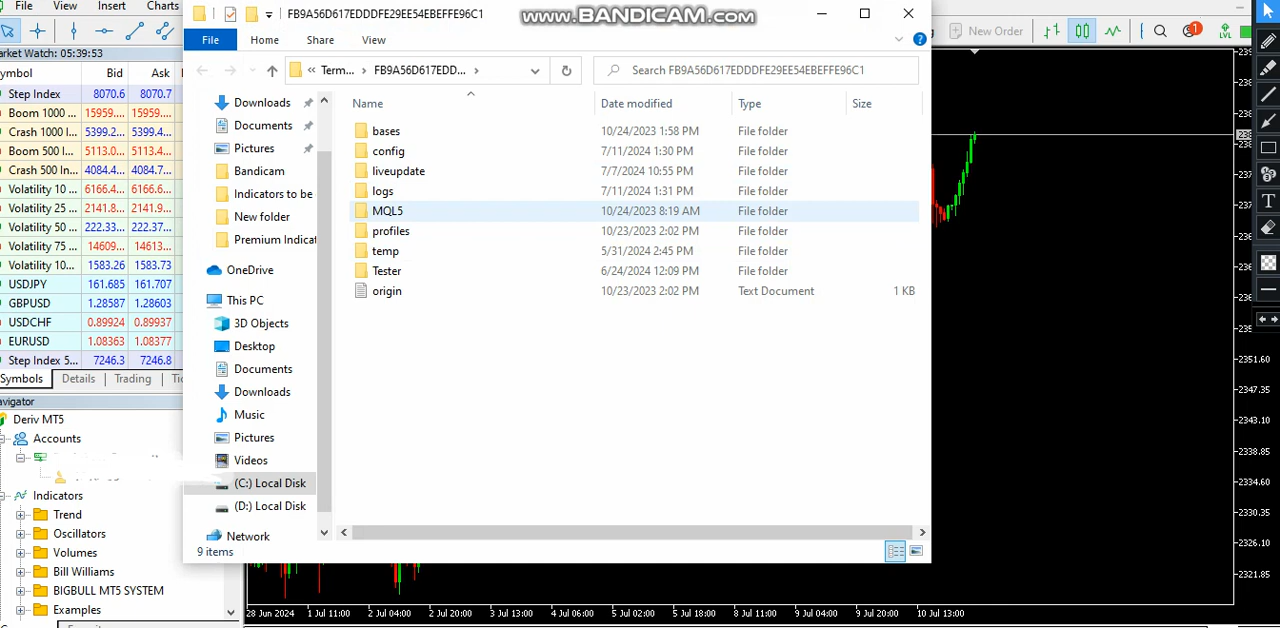 File View Insert Charts
FB9A56D617EDDDFE29EE54EBEFFE96C1
www.BANDICAM.com
File Home Share View
New Order
1
LVL
Market Watch: 05:39:53
Symbol Bid Ask
Step Index 8070.6 8070.7
Boom 1000 ... 15959.... 15960....
Crash 1000 I... 5399.2... 5399.4...
Boom 500 I... 5113.0... 5113.4...
Crash 500 In... 4084.4... 4084.7...
Volatility 10 ... 6166.4... 6166.6...
Volatility 25 ... 2141.8... 2141.9...
Volatility 50 ... 222.33... 222.37...
Volatility 75 ... 14609.... 14613....
Volatility 10... 1583.26 1583.73
USDJPY 161.685 161.707
GBPUSD 1.28587 1.28603
USDCHF 0.89924 0.89937
EURUSD 1.08363 1.08377
Step Index 5... 7246.3 7246.8
Symbols Details Trading Tic
Navigator
Deriv MT5
Accounts
Indicators
Trend
Oscillators
Volumes
Bill Williams
BIGBULL MT5 SYSTEM
Examples
« Term... › FB9A56D617EDD... ›
Search FB9A56D617EDDDFE29EE54EBEFFE96C1
Downloads
Documents
Pictures
Bandicam
Indicators to be
New folder
Premium Indicat
OneDrive
This PC
3D Objects
Desktop
Documents
Downloads
Music
Pictures
Videos
(C:) Local Disk
(D:) Local Disk
Network
Name Date modified Type Size
bases 10/24/2023 1:58 PM File folder
config 7/11/2024 1:30 PM File folder
liveupdate 7/7/2024 10:55 PM File folder
logs 7/11/2024 1:31 PM File folder
MQL5 10/24/2023 8:19 AM File folder
profiles 10/23/2023 2:02 PM File folder
temp 5/31/2024 2:45 PM File folder
Tester 6/24/2024 12:09 PM File folder
origin 10/23/2023 2:02 PM Text Document 1 KB
9 items
2351.60
2347.35
2343.10
2338.85
2334.60
2330.35
2326.10
2321.85
28 Jun 2024 1 Jul 11:00 2 Jul 04:00 2 Jul 20:00 3 Jul 13:00 4 Jul 06:00 5 Jul 02:00 5 Jul 18:00 8 Jul 11:00 9 Jul 04:00 9 Jul 20:00 10 Jul 13:00